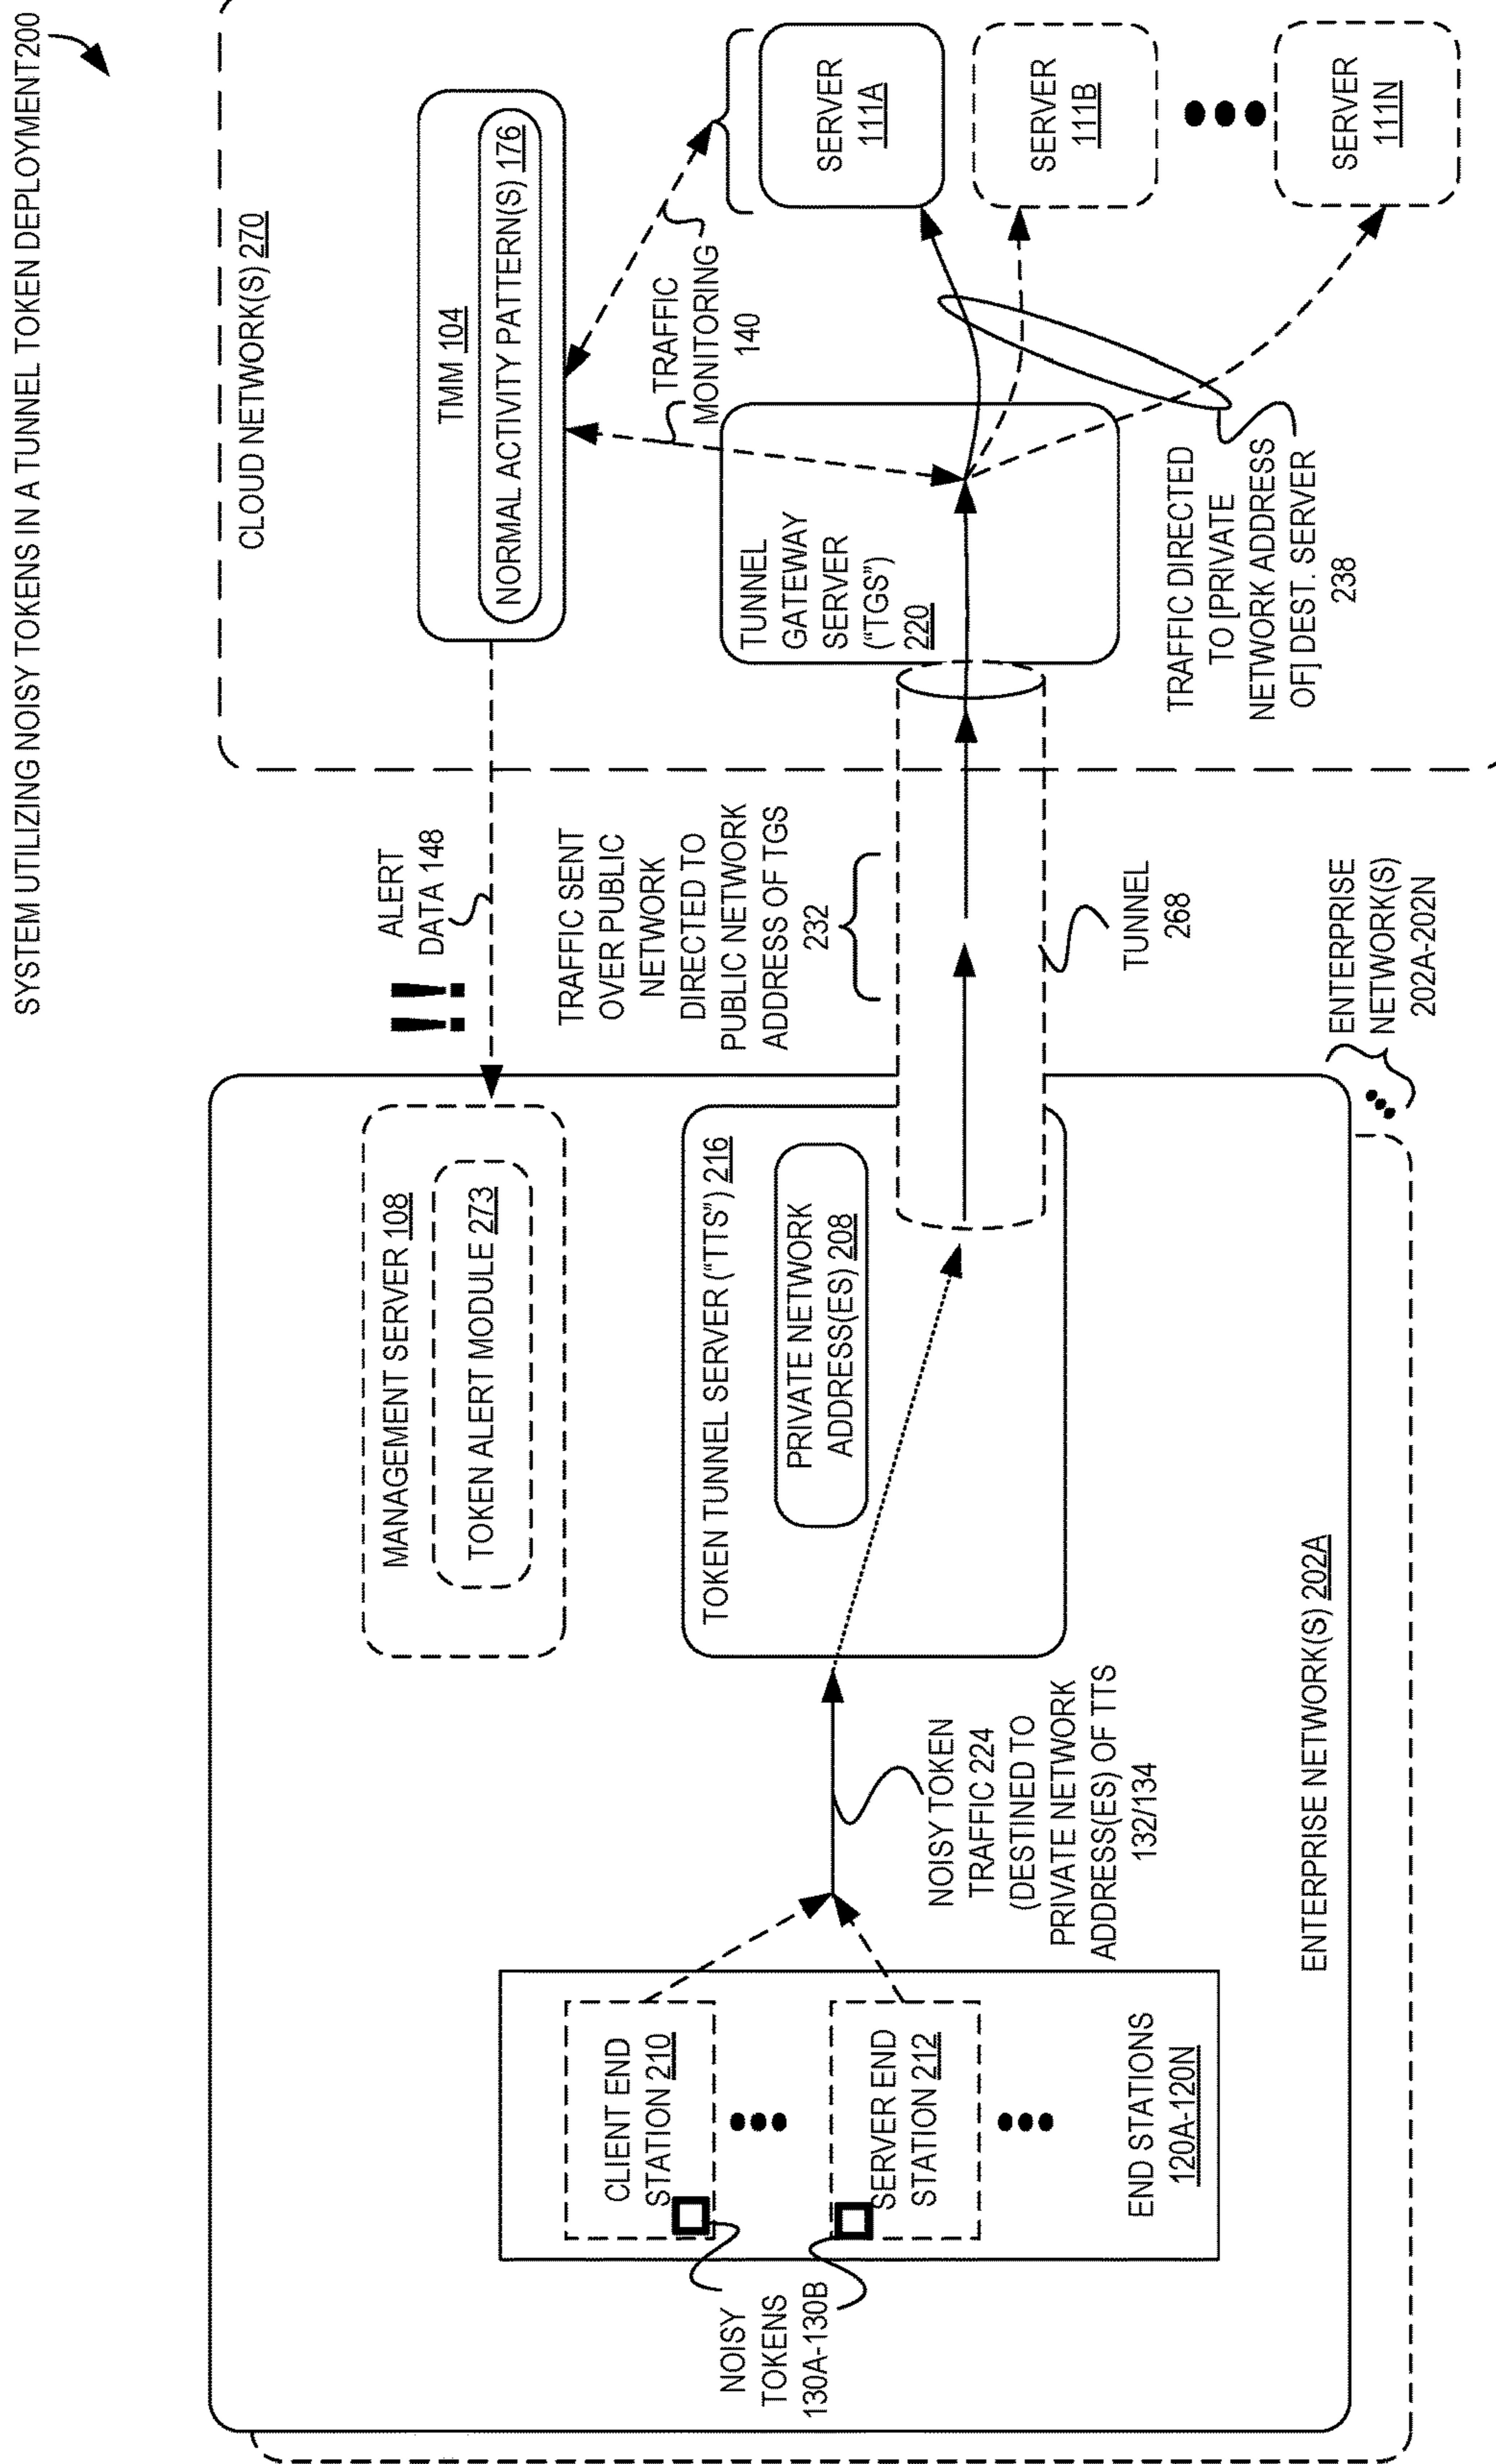 SYSTEM UTILIZING NOISY TOKENS IN A TUNNEL TOKEN DEPLOYMENT200
MANAGEMENT SERVER 108
TOKEN ALERT MODULE 273
ALERT
DATA 148
!!
CLOUD NETWORK(S) 270
TMM 104
NORMAL ACTIVITY PATTERN(S) 176
TRAFFIC
MONITORING
140
CLIENT END
STATION 210
SERVER END
STATION 212
END STATIONS
120A-120N
NOISY
TOKENS
130A-130B
NOISY TOKEN
TRAFFIC 224
(DESTINED TO
PRIVATE NETWORK
ADDRESS(ES) OF TTS
132/134
TOKEN TUNNEL SERVER (“TTS”) 216
PRIVATE NETWORK
ADDRESS(ES) 208
TRAFFIC SENT
OVER PUBLIC
NETWORK
DIRECTED TO
PUBLIC NETWORK
ADDRESS OF TGS
232
TUNNEL
268
TUNNEL
GATEWAY
SERVER
(“TGS”)
220
SERVER
111A
SERVER
111B
SERVER
111N
TRAFFIC DIRECTED
TO [PRIVATE
NETWORK ADDRESS
OF] DEST. SERVER
238
ENTERPRISE NETWORK(S) 202A
ENTERPRISE
NETWORK(S)
202A-202N